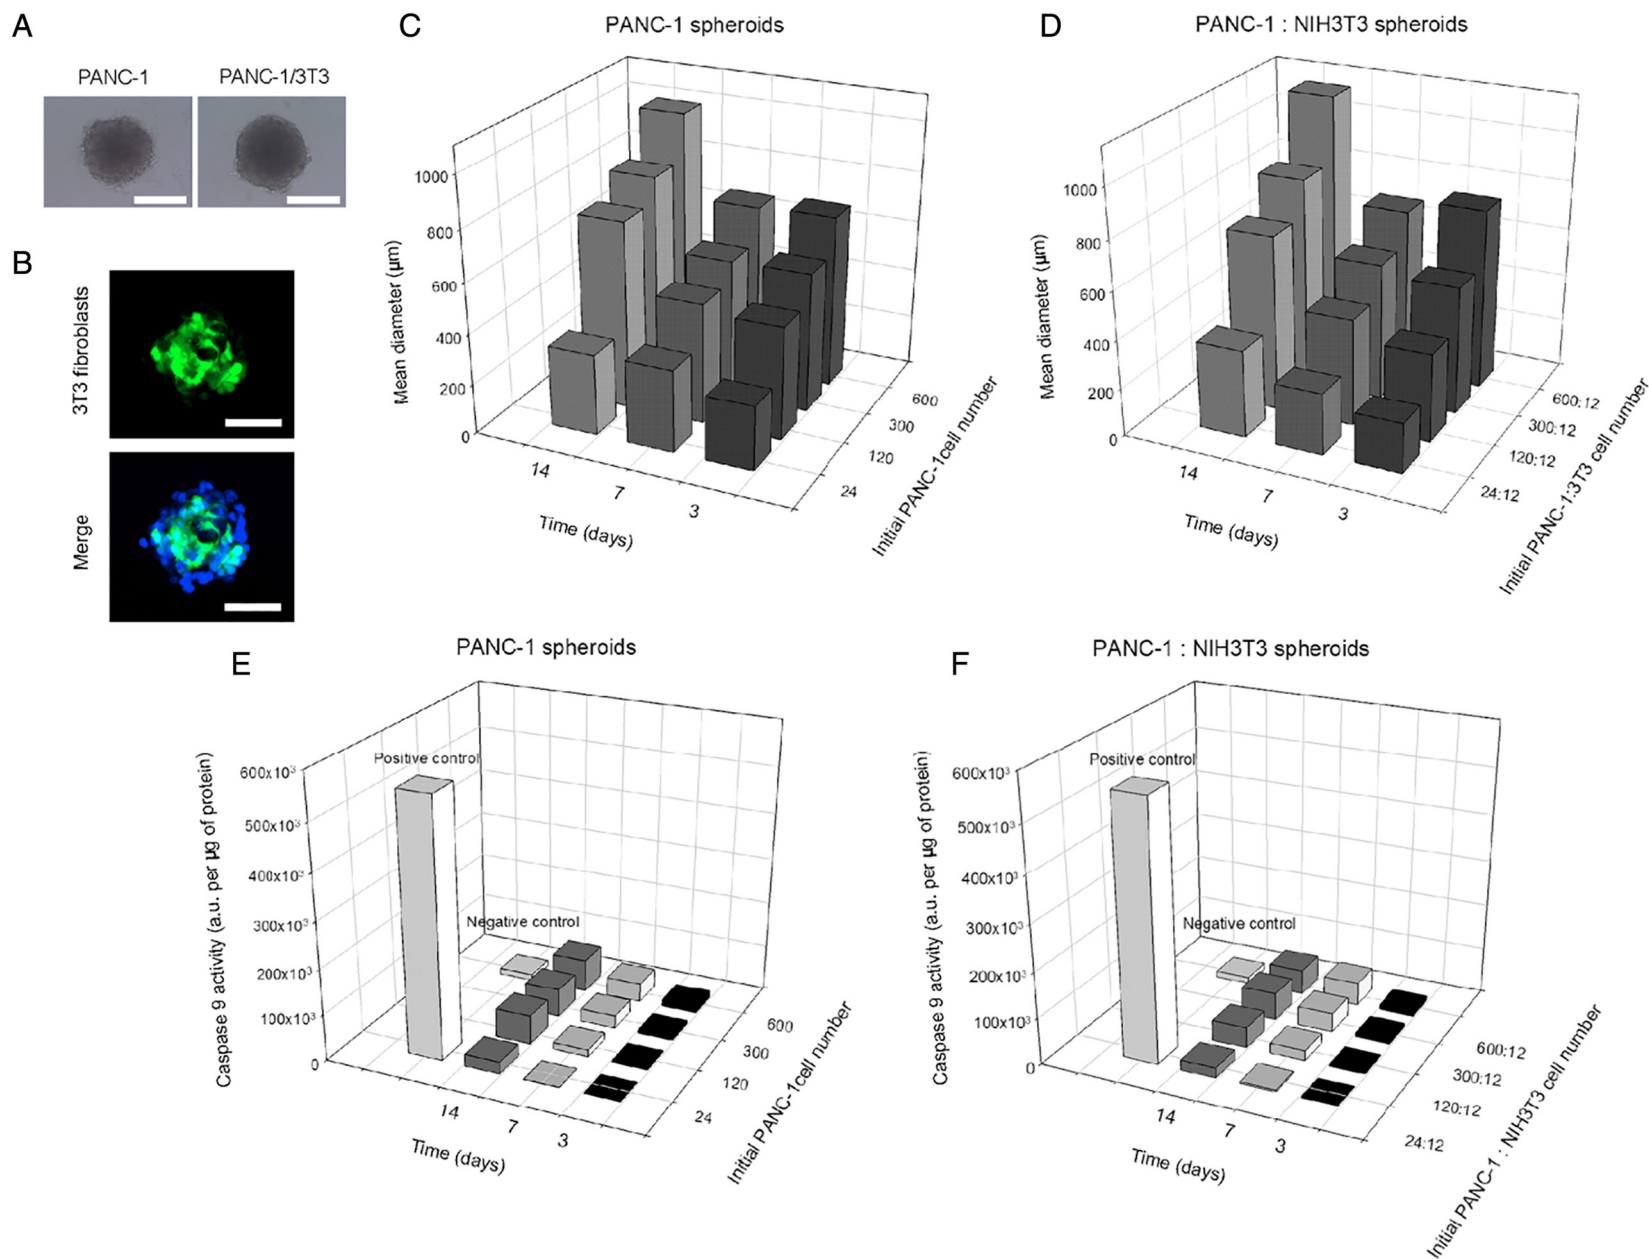 A
PANC-1
PANC-1/3T3
B
3T3 fibroblasts
Merge
C
PANC-1 spheroids
Mean diameter (µm)
1000
800
600
400
200
0
14
7
3
Time (days)
600
300
120
24
Initial PANC-1cell number
D
PANC-1 : NIH3T3 spheroids
Mean diameter (µm)
1000
800
600
400
200
0
14
7
3
Time (days)
600:12
300:12
120:12
24:12
Initial PANC-1:3T3 cell number
E
PANC-1 spheroids
Caspase 9 activity (a.u. per µg of protein)
600x10³
500x10³
400x10³
300x10³
200x10³
100x10³
0
Positive control
Negative control
14
7
3
Time (days)
600
300
120
24
Initial PANC-1cell number
F
PANC-1 : NIH3T3 spheroids
Caspase 9 activity (a.u. per µg of protein)
600x10³
500x10³
400x10³
300x10³
200x10³
100x10³
0
Positive control
Negative control
14
7
3
Time (days)
600:12
300:12
120:12
24:12
Initial PANC-1 : NIH3T3 cell number